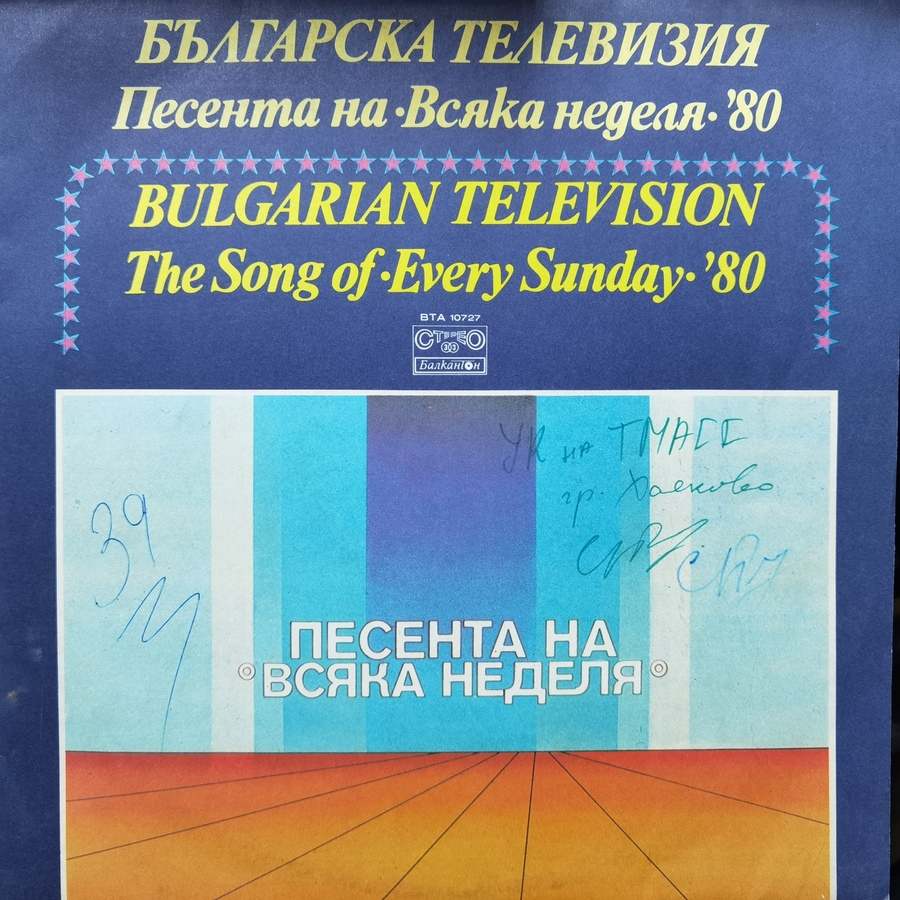 БЪЛГАРСКА ТЕЛЕВИЗИЯ
Песента на·Всяка неделя·'80
BULGARIAN TELEVISION
The Song of·Every Sunday·'80
ВТА 10727
СТЕРЕО
33
Балкантон
УК на ТМАСС
гр. Хасково
39
ПЕСЕНТА НА
°ВСЯКА НЕДЕЛЯ°